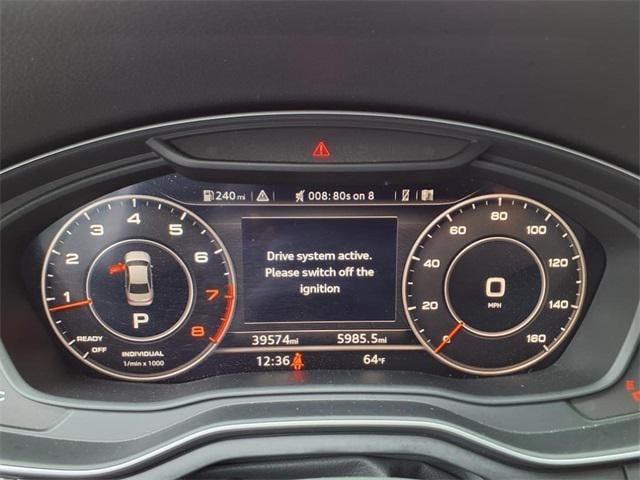 240 mi 008: 80s on 8
Drive system active.
Please switch off the
ignition
1 2 3 4 5 6 7 8
READY
OFF
P
INDIVIDUAL
1/min x 1000
0 20 40 60 80 100 120 140 160
0
MPH
39574mi 5985.5mi
12:36 64°F
C
E